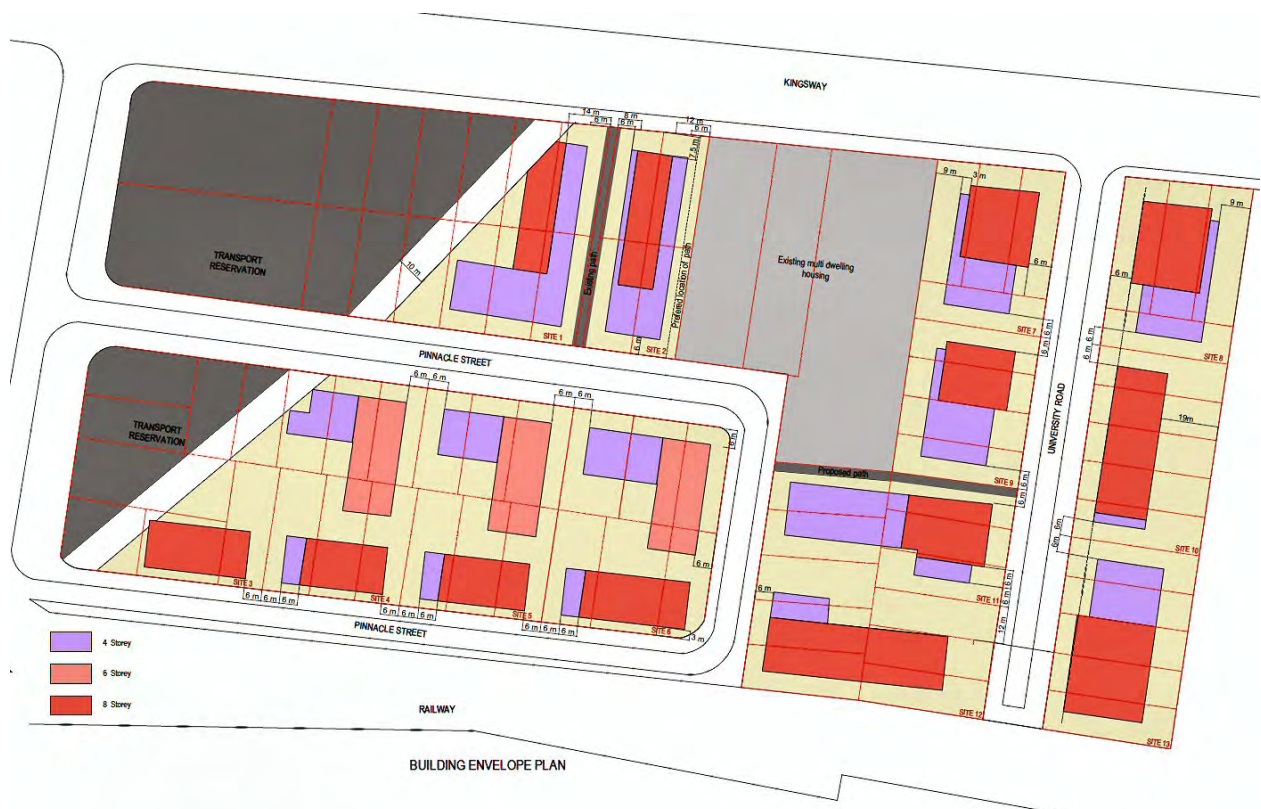 KINGSWAY
14 m
6 m
8 m
6 m
12 m
6 m
7.5 m
9 m
3 m
9 m
TRANSPORT
RESERVATION
10 m
Existing path
Prefered location of path
Existing multi dwelling
housing
6 m
6 m
SITE 1
6 m
SITE 2
SITE 7
6 m
6 m
6 m
6 m
SITE 8
PINNACLE STREET
6 m
6 m
6 m
6 m
6 m
TRANSPORT
RESERVATION
UNIVERSITY ROAD
19m
Proposed path
SITE 9
6 m
6 m
6m
6m
SITE 10
6 m
SITE 3
6 m
6 m
6 m
SITE 4
6 m
6 m
6 m
SITE 5
6 m
6 m
6 m
SITE 6
3 m
6 m
SITE 11
6 m
6 m
12 m
PINNACLE STREET
SITE 12
SITE 13
4 Storey
6 Storey
8 Storey
RAILWAY
BUILDING ENVELOPE PLAN